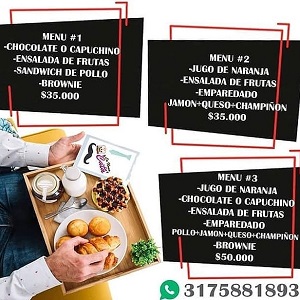 MENU #1
-CHOCOLATE O CAPUCHINO
-ENSALADA DE FRUTAS
-SANDWICH DE POLLO
-BROWNIE
$35.000
MENU #2
-JUGO DE NARANJA
-ENSALADA DE FRUTAS
-EMPAREDADO
JAMON+QUESO+CHAMPIÑON
$35.000
MENU #3
-JUGO DE NARANJA
-CHOCOLATE O CAPUCHINO
-ENSALADA DE FRUTAS
-EMPAREDADO
POLLO+JAMON+QUESO+CHAMPIÑON
-BROWNIE
$50.000
3175881893